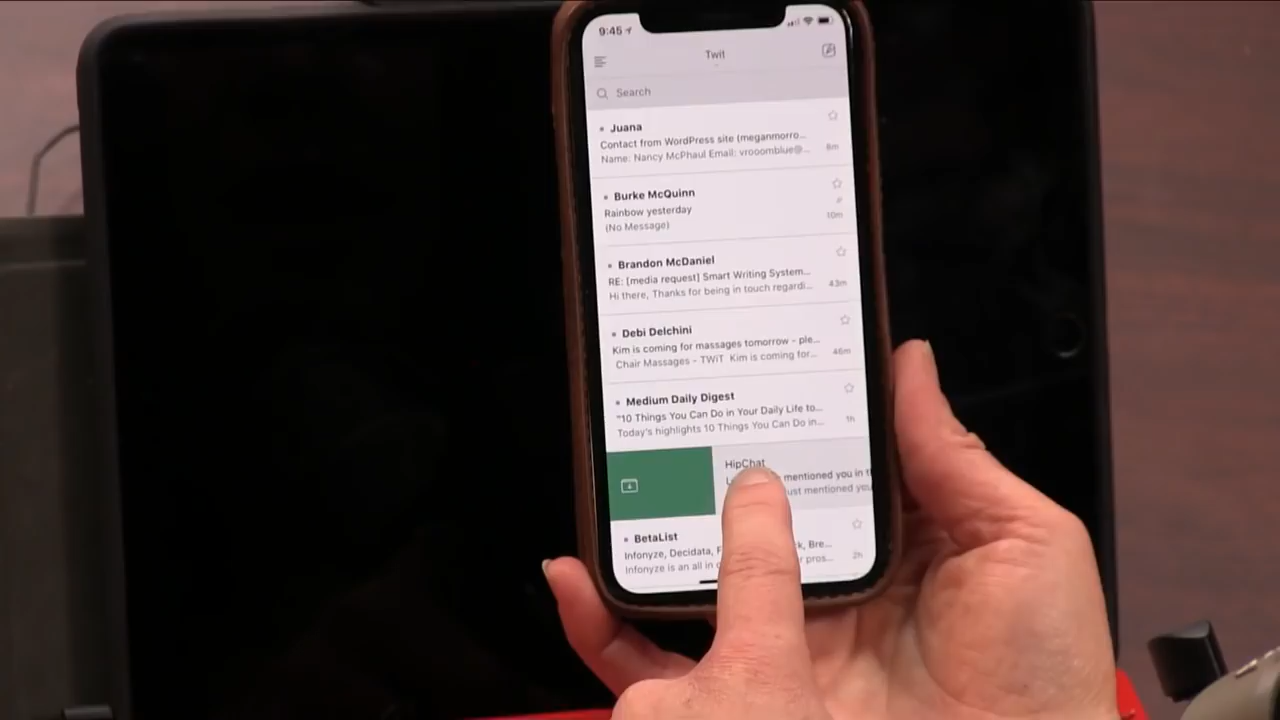 9:45
Twit
Search
Juana
Contact from WordPress site (meganmorro...
Name: Nancy McPhaul Email: vrooomblue@...
8m
Burke McQuinn
Rainbow yesterday
(No Message)
10m
Brandon McDaniel
RE: [media request] Smart Writing System...
Hi there, Thanks for being in touch regardi...
43m
Debi Delchini
Kim is coming for massages tomorrow - ple...
Chair Massages - TWiT Kim is coming for...
46m
Medium Daily Digest
"10 Things You Can Do in Your Daily Life to...
Today's highlights 10 Things You Can Do in...
1h
HipChat
mentioned you in t
just mentioned you
BetaList
Infonyze, Decidata, F k, Bre...
Infonyze is an all in o r pros...
2h